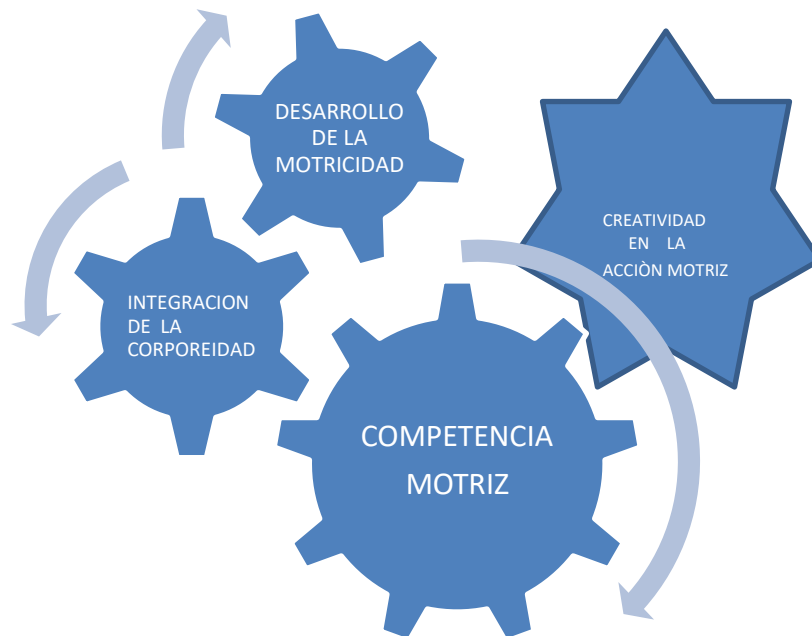 DESARROLLO
DE LA
MOTRICIDAD
CREATIVIDAD
EN LA
ACCIÒN MOTRIZ
INTEGRACION
DE LA
CORPOREIDAD
COMPETENCIA
MOTRIZ